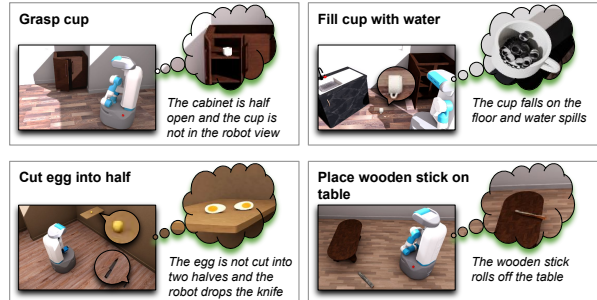 Grasp cup
The cabinet is half
open and the cup is
not in the robot view
Fill cup with water
The cup falls on the
floor and water spills
Cut egg into half
The egg is not cut into
two halves and the
robot drops the knife
Place wooden stick on
table
The wooden stick
rolls off the table